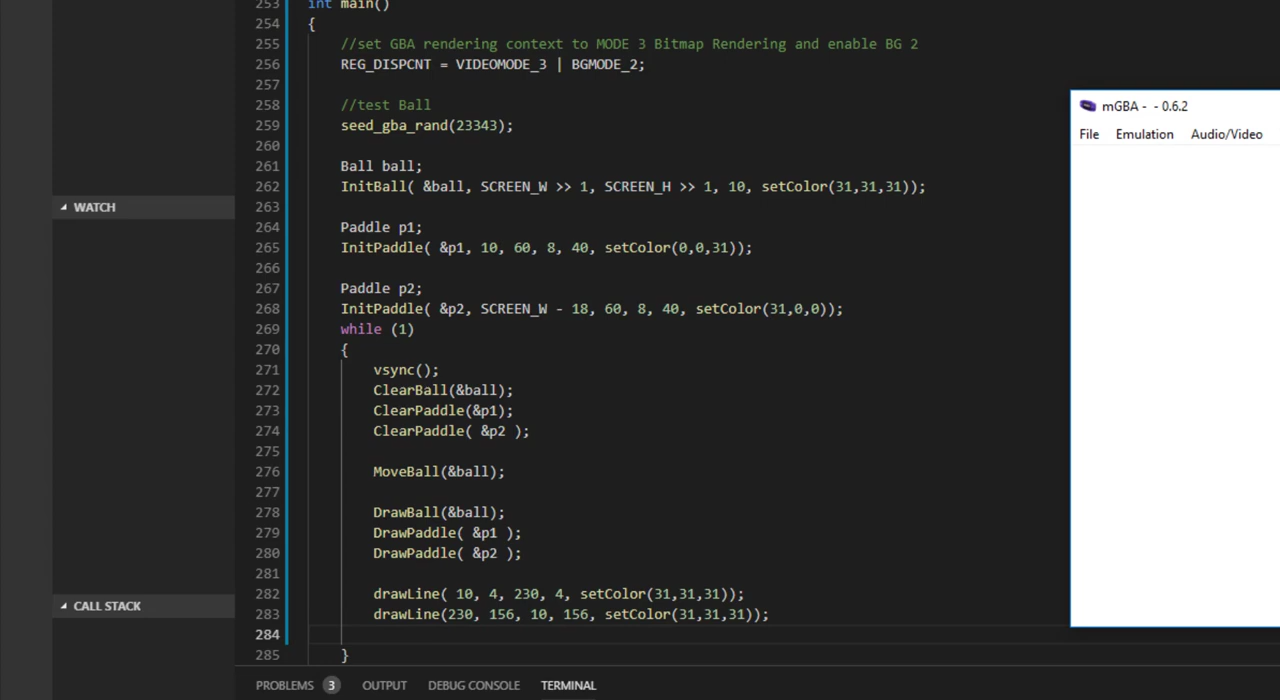 253 int main()
254 {
255 //set GBA rendering context to MODE 3 Bitmap Rendering and enable BG 2
256 REG_DISPCNT = VIDEOMODE_3 | BGMODE_2;
257
258 //test Ball
259 seed_gba_rand(23343);
260
261 Ball ball;
262 InitBall( &ball, SCREEN_W >> 1, SCREEN_H >> 1, 10, setColor(31,31,31));
263
264 Paddle p1;
265 InitPaddle( &p1, 10, 60, 8, 40, setColor(0,0,31));
266
267 Paddle p2;
268 InitPaddle( &p2, SCREEN_W - 18, 60, 8, 40, setColor(31,0,0));
269 while (1)
270 {
271 vsync();
272 ClearBall(&ball);
273 ClearPaddle(&p1);
274 ClearPaddle( &p2 );
275
276 MoveBall(&ball);
277
278 DrawBall(&ball);
279 DrawPaddle( &p1 );
280 DrawPaddle( &p2 );
281
282 drawLine( 10, 4, 230, 4, setColor(31,31,31));
283 drawLine(230, 156, 10, 156, setColor(31,31,31));
284
285 }
WATCH
CALL STACK
mGBA - - 0.6.2
File Emulation Audio/Video
PROBLEMS 3 OUTPUT DEBUG CONSOLE TERMINAL